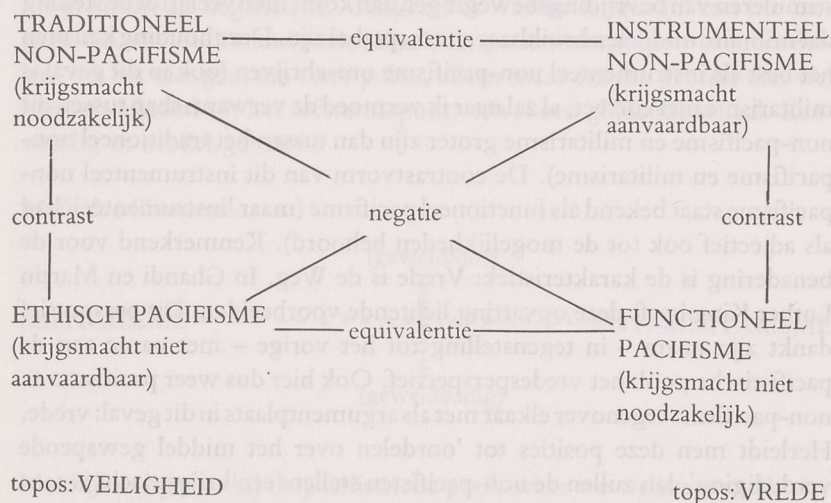 TRADITIONEEL
NON-PACIFISME
(krijgsmacht
noodzakelijk)
equivalentie
INSTRUMENTEEL
NON-PACIFISME
(krijgsmacht
aanvaardbaar)
contrast
negatie
contrast
ETHISCH PACIFISME
(krijgsmacht niet
aanvaardbaar)
equivalentie
FUNCTIONEEL
PACIFISME
(krijgsmacht niet
noodzakelijk)
topos: VEILIGHEID
topos: VREDE